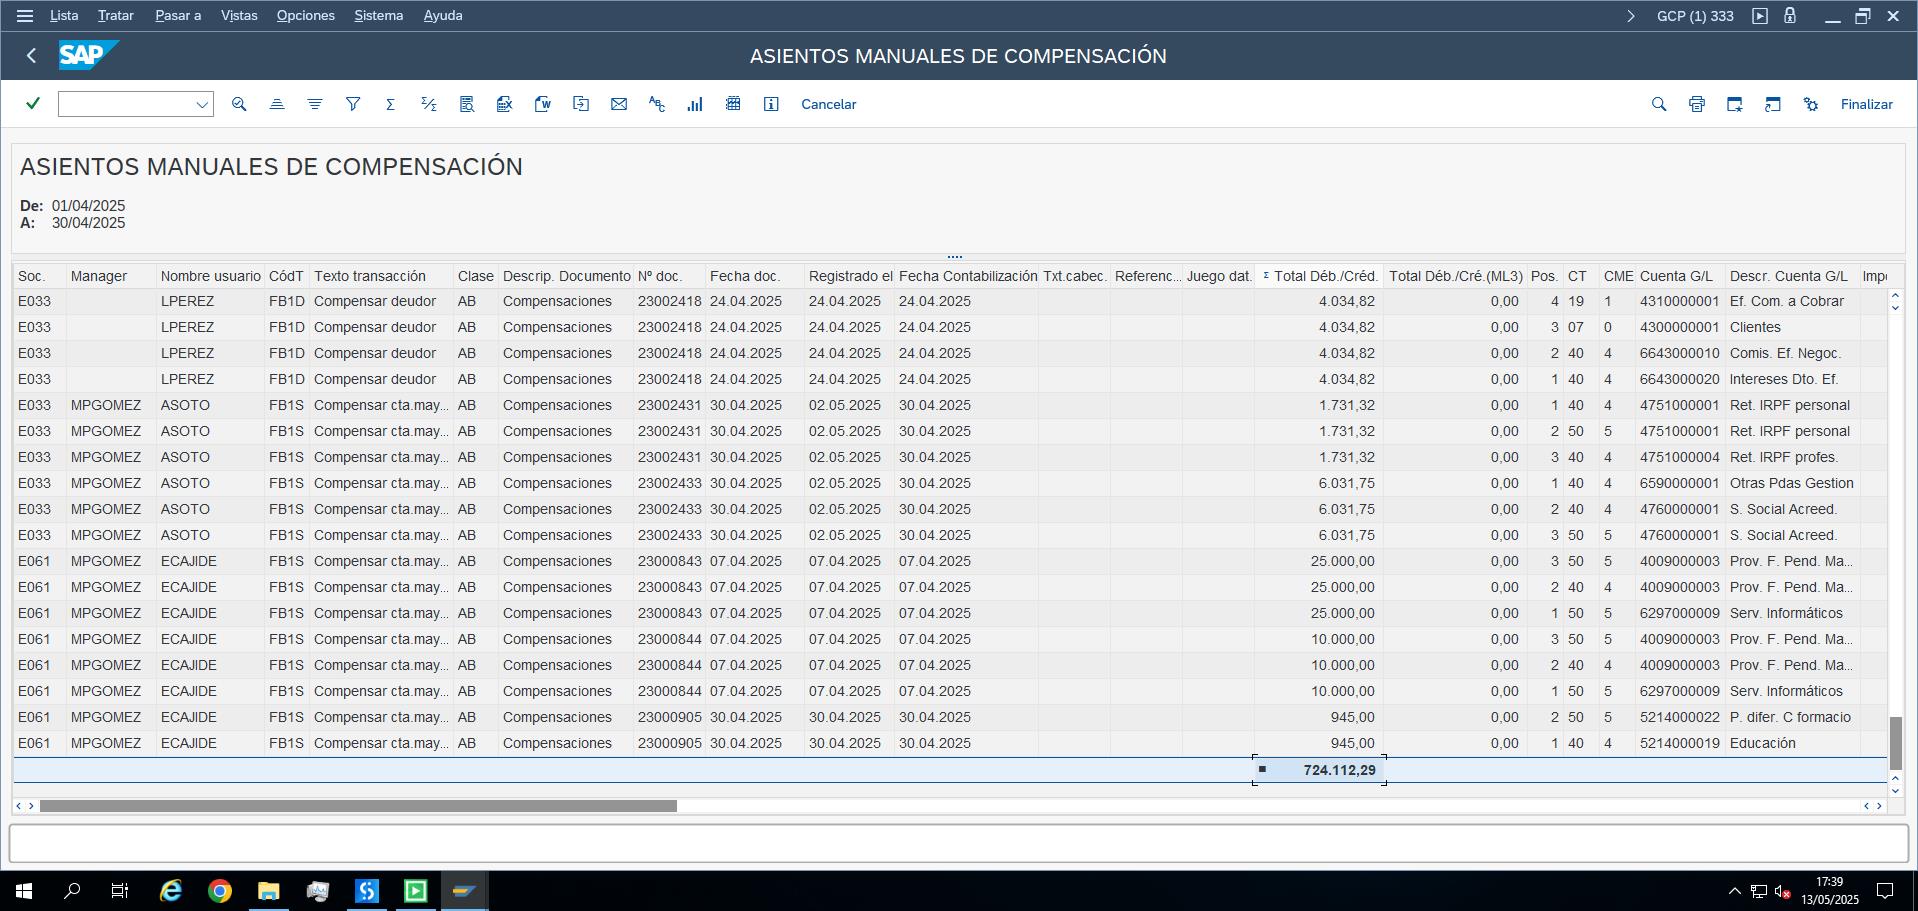 Lista Tratar Pasar a Vistas Opciones Sistema Ayuda GCP (1) 333
SAP ASIENTOS MANUALES DE COMPENSACIÓN
Cancelar Finalizar
ASIENTOS MANUALES DE COMPENSACIÓN
De: 01/04/2025
A: 30/04/2025
Soc. Manager Nombre usuario CódT Texto transacción Clase Descrip. Documento Nº doc. Fecha doc. Registrado el Fecha Contabilización Txt.cabec. Referenc... Juego dat. Σ Total Déb./Créd. Total Déb./Cré.(ML3) Pos. CT CME Cuenta G/L Descr. Cuenta G/L Impo
E033 LPEREZ FB1D Compensar deudor AB Compensaciones 23002418 24.04.2025 24.04.2025 24.04.2025 4.034,82 0,00 4 19 1 4310000001 Ef. Com. a Cobrar
E033 LPEREZ FB1D Compensar deudor AB Compensaciones 23002418 24.04.2025 24.04.2025 24.04.2025 4.034,82 0,00 3 07 0 4300000001 Clientes
E033 LPEREZ FB1D Compensar deudor AB Compensaciones 23002418 24.04.2025 24.04.2025 24.04.2025 4.034,82 0,00 2 40 4 6643000010 Comis. Ef. Negoc.
E033 LPEREZ FB1D Compensar deudor AB Compensaciones 23002418 24.04.2025 24.04.2025 24.04.2025 4.034,82 0,00 1 40 4 6643000020 Intereses Dto. Ef.
E033 MPGOMEZ ASOTO FB1S Compensar cta.may... AB Compensaciones 23002431 30.04.2025 02.05.2025 30.04.2025 1.731,32 0,00 1 40 4 4751000001 Ret. IRPF personal
E033 MPGOMEZ ASOTO FB1S Compensar cta.may... AB Compensaciones 23002431 30.04.2025 02.05.2025 30.04.2025 1.731,32 0,00 2 50 5 4751000001 Ret. IRPF personal
E033 MPGOMEZ ASOTO FB1S Compensar cta.may... AB Compensaciones 23002431 30.04.2025 02.05.2025 30.04.2025 1.731,32 0,00 3 40 4 4751000004 Ret. IRPF profes.
E033 MPGOMEZ ASOTO FB1S Compensar cta.may... AB Compensaciones 23002433 30.04.2025 02.05.2025 30.04.2025 6.031,75 0,00 1 40 4 6590000001 Otras Pdas Gestion
E033 MPGOMEZ ASOTO FB1S Compensar cta.may... AB Compensaciones 23002433 30.04.2025 02.05.2025 30.04.2025 6.031,75 0,00 2 40 4 4760000001 S. Social Acreed.
E033 MPGOMEZ ASOTO FB1S Compensar cta.may... AB Compensaciones 23002433 30.04.2025 02.05.2025 30.04.2025 6.031,75 0,00 3 50 5 4760000001 S. Social Acreed.
E061 MPGOMEZ ECAJIDE FB1S Compensar cta.may... AB Compensaciones 23000843 07.04.2025 07.04.2025 07.04.2025 25.000,00 0,00 3 50 5 4009000003 Prov. F. Pend. Ma...
E061 MPGOMEZ ECAJIDE FB1S Compensar cta.may... AB Compensaciones 23000843 07.04.2025 07.04.2025 07.04.2025 25.000,00 0,00 2 40 4 4009000003 Prov. F. Pend. Ma...
E061 MPGOMEZ ECAJIDE FB1S Compensar cta.may... AB Compensaciones 23000843 07.04.2025 07.04.2025 07.04.2025 25.000,00 0,00 1 50 5 6297000009 Serv. Informáticos
E061 MPGOMEZ ECAJIDE FB1S Compensar cta.may... AB Compensaciones 23000844 07.04.2025 07.04.2025 07.04.2025 10.000,00 0,00 3 50 5 4009000003 Prov. F. Pend. Ma...
E061 MPGOMEZ ECAJIDE FB1S Compensar cta.may... AB Compensaciones 23000844 07.04.2025 07.04.2025 07.04.2025 10.000,00 0,00 2 40 4 4009000003 Prov. F. Pend. Ma...
E061 MPGOMEZ ECAJIDE FB1S Compensar cta.may... AB Compensaciones 23000844 07.04.2025 07.04.2025 07.04.2025 10.000,00 0,00 1 50 5 6297000009 Serv. Informáticos
E061 MPGOMEZ ECAJIDE FB1S Compensar cta.may... AB Compensaciones 23000905 30.04.2025 30.04.2025 30.04.2025 945,00 0,00 2 50 5 5214000022 P. difer. C formacio
E061 MPGOMEZ ECAJIDE FB1S Compensar cta.may... AB Compensaciones 23000905 30.04.2025 30.04.2025 30.04.2025 945,00 0,00 1 40 4 5214000019 Educación
724.112,29
17:39
13/05/2025